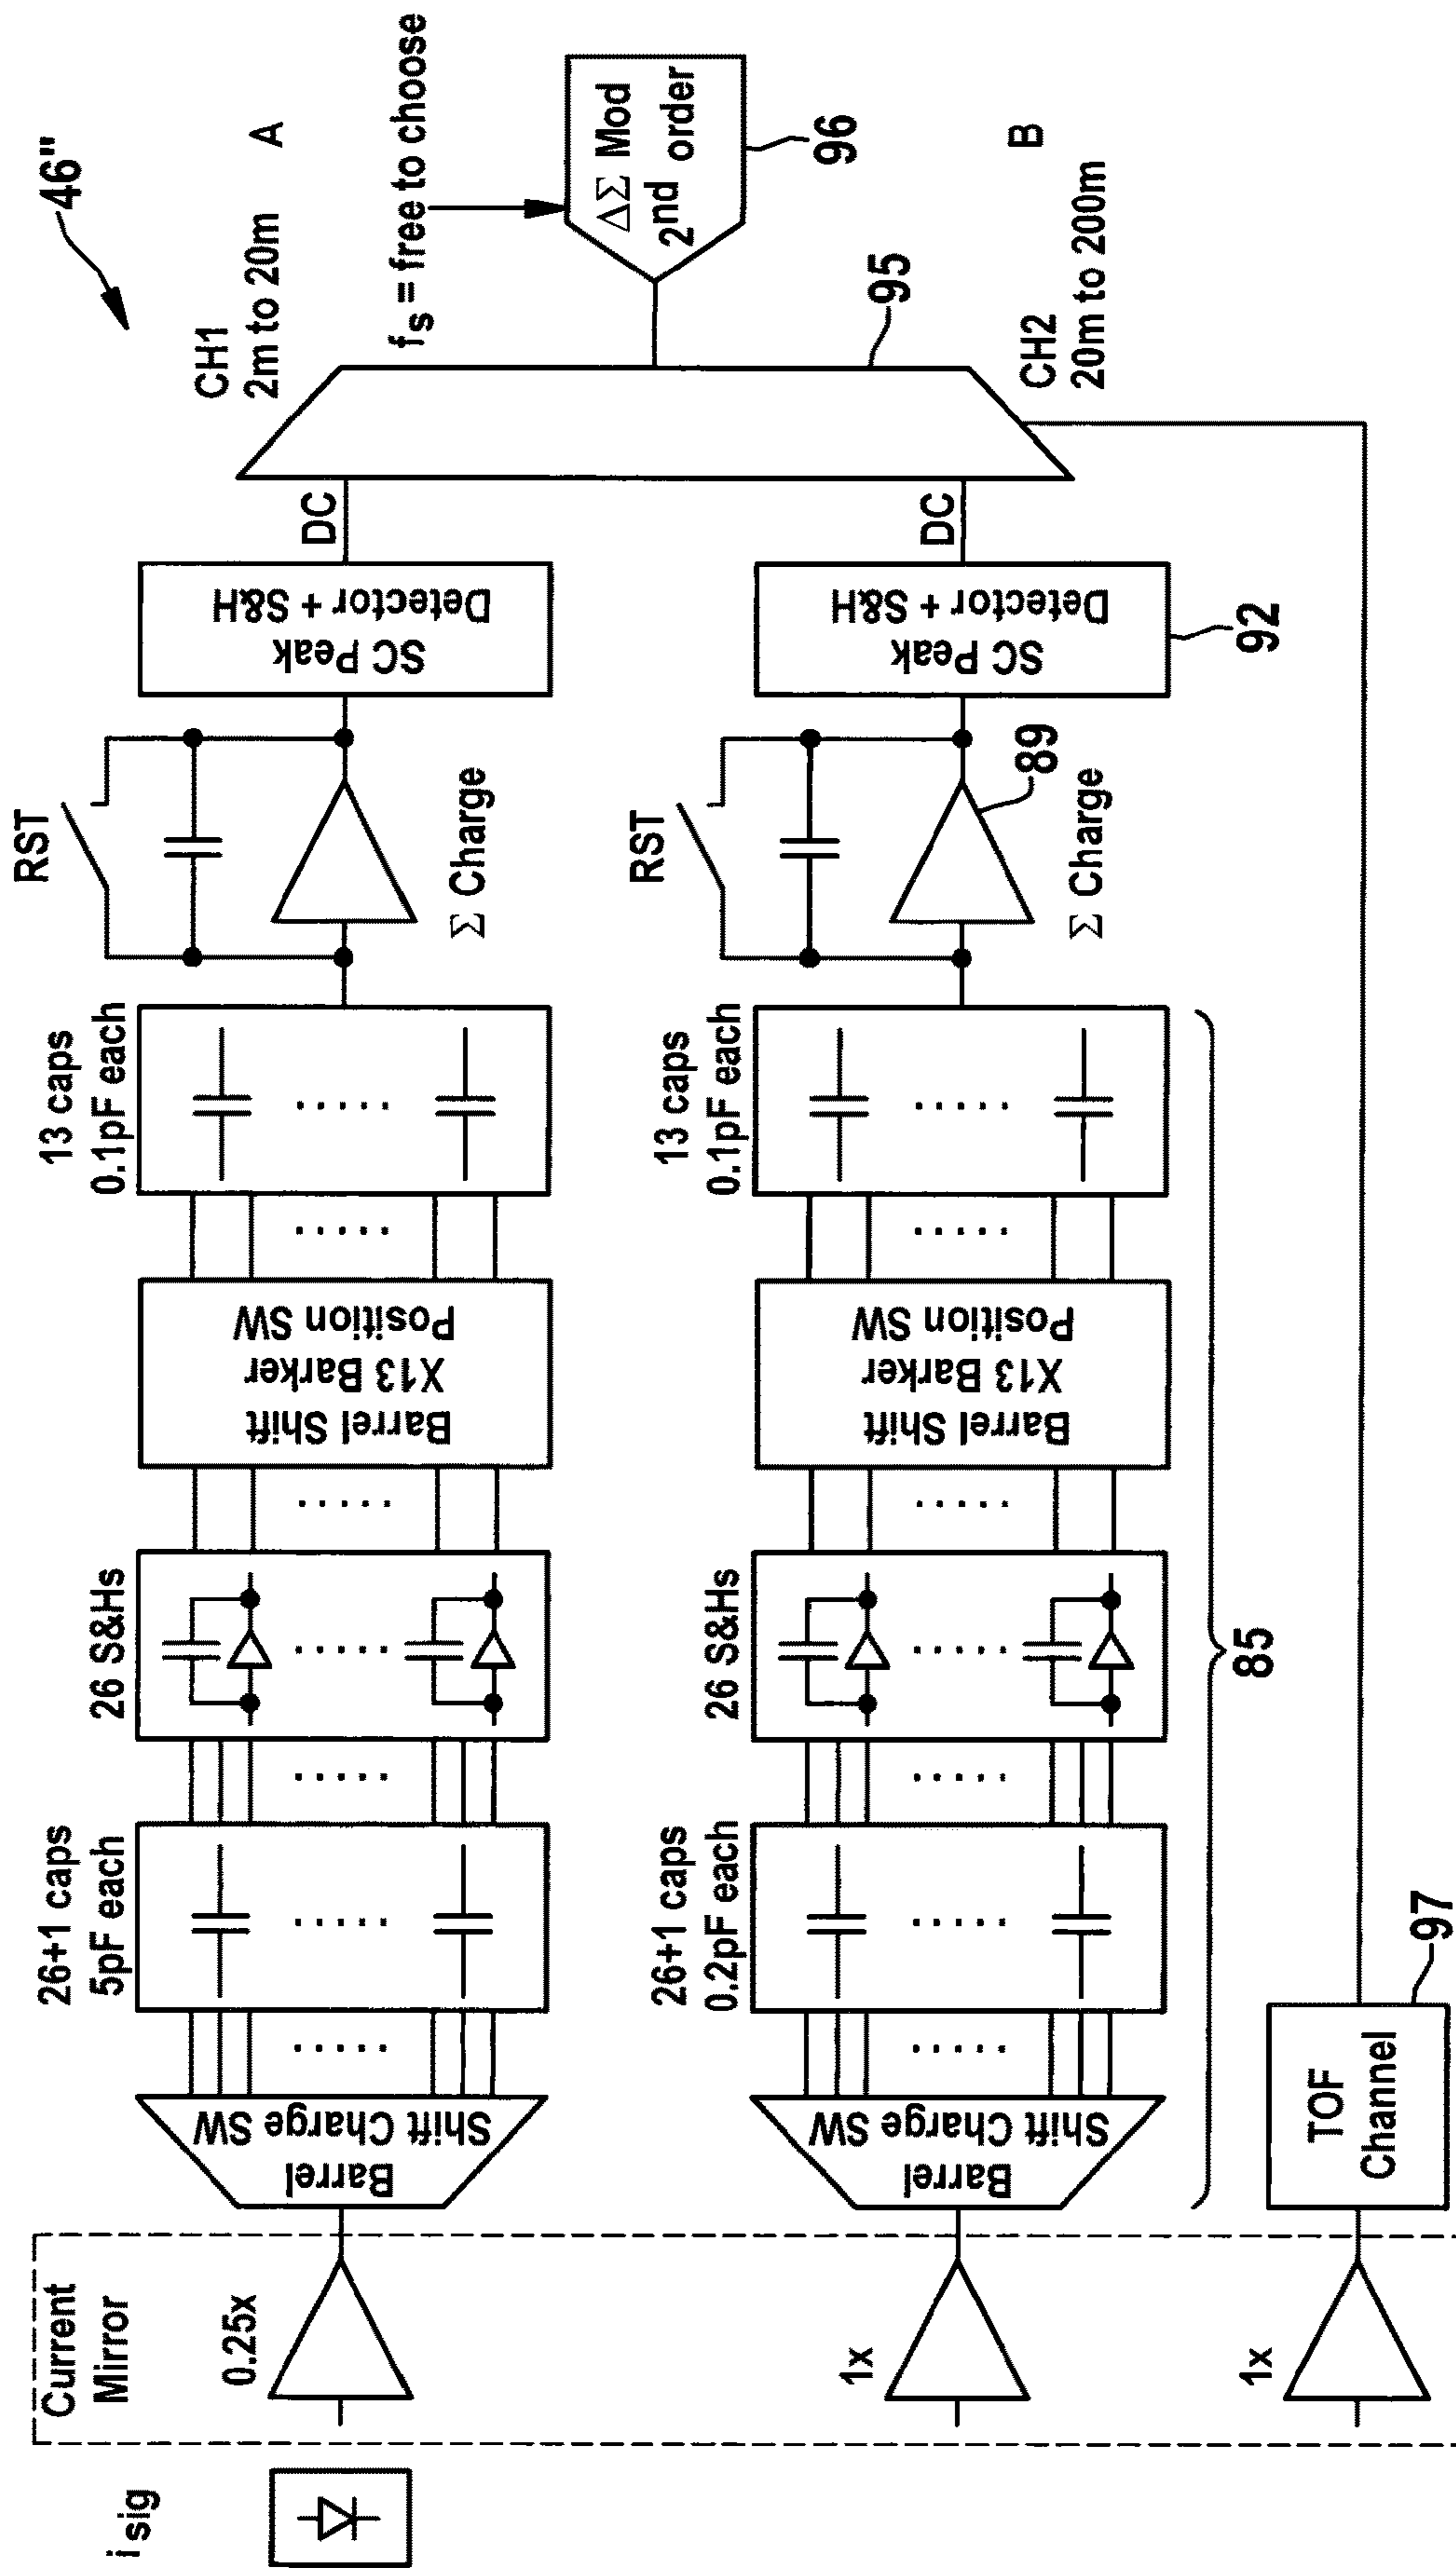 46"
i sig
Current
Mirror
0.25x
Barrel
Shift Charge SW
26+1 caps
5pF each
26 S&Hs
Barrel Shift
X13 Barker
Position SW
13 caps
0.1pF each
RST
Σ Charge
SC Peak
Detector + S&H
DC
CH1
2m to 20m
A
fs = free to choose
ΔΣ Mod
2nd order
96
95
1x
Barrel
Shift Charge SW
26+1 caps
0.2pF each
26 S&Hs
Barrel Shift
X13 Barker
Position SW
13 caps
0.1pF each
RST
Σ Charge
89
SC Peak
Detector + S&H
92
DC
CH2
20m to 200m
B
85
1x
TOF
Channel
97